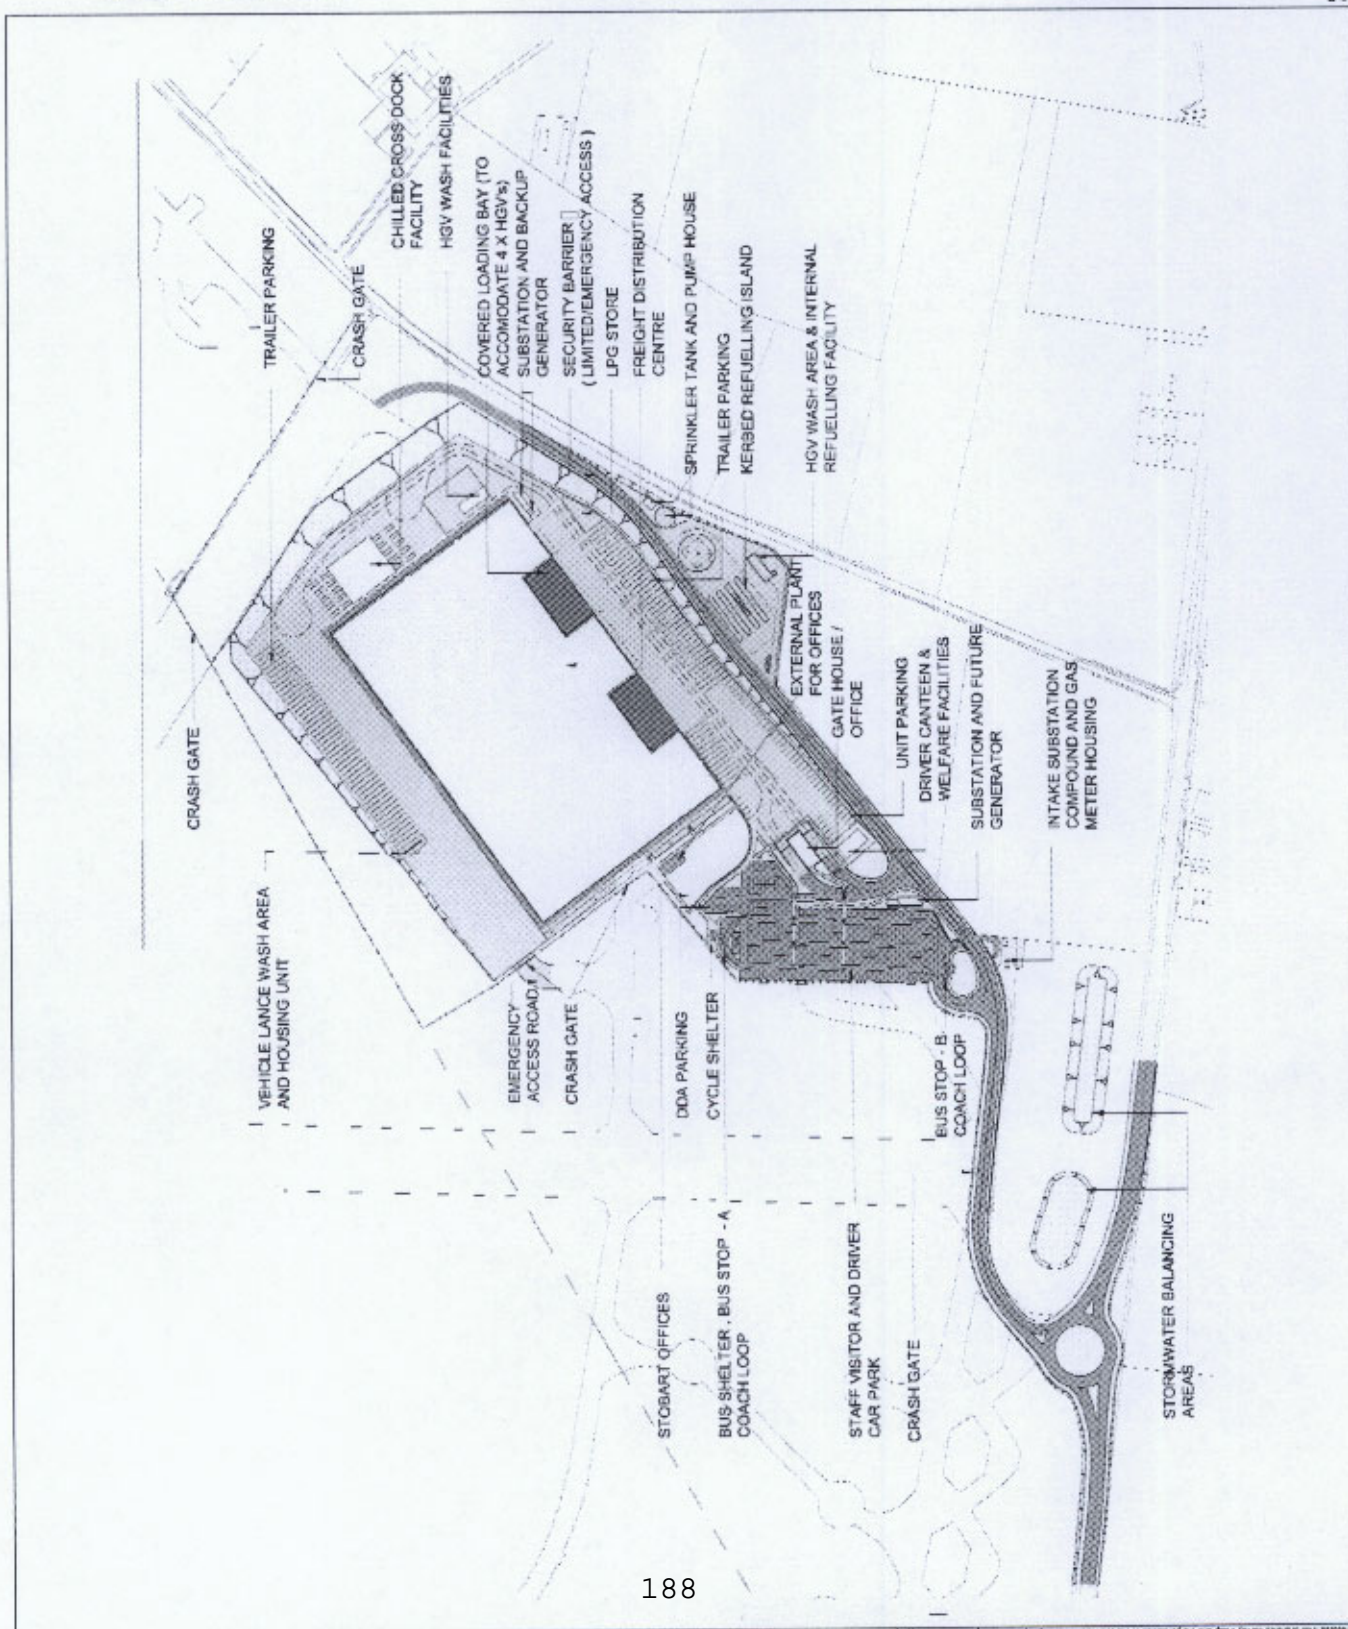 CRASH GATE
TRAILER PARKING
CRASH GATE
CHILLED CROSS DOCK
FACILITY
HGV WASH FACILITIES
COVERED LOADING BAY (TO
ACCOMODATE 4 X HGV's)
SUBSTATION AND BACKUP
GENERATOR
SECURITY BARRIER
( LIMITED/EMERGENCY ACCESS )
LPG STORE
FREIGHT DISTRIBUTION
CENTRE
SPRINKLER TANK AND PUMP HOUSE
TRAILER PARKING
KERBED REFUELLING ISLAND
HGV WASH AREA & INTERNAL
REFUELLING FACILITY
EXTERNAL PLANT
FOR OFFICES
GATE HOUSE /
OFFICE
UNIT PARKING
DRIVER CANTEEN &
WELFARE FACILITIES
SUBSTATION AND FUTURE
GENERATOR
INTAKE SUBSTATION
COMPOUND AND GAS
METER HOUSING
VEHICLE LANCE WASH AREA
AND HOUSING UNIT
EMERGENCY
ACCESS ROAD
CRASH GATE
DDA PARKING
CYCLE SHELTER
BUS STOP - B
COACH LOOP
STOBART OFFICES
BUS SHELTER , BUS STOP - A
COACH LOOP
STAFF VISITOR AND DRIVER
CAR PARK
CRASH GATE
STORMWATER BALANCING
AREAS
188